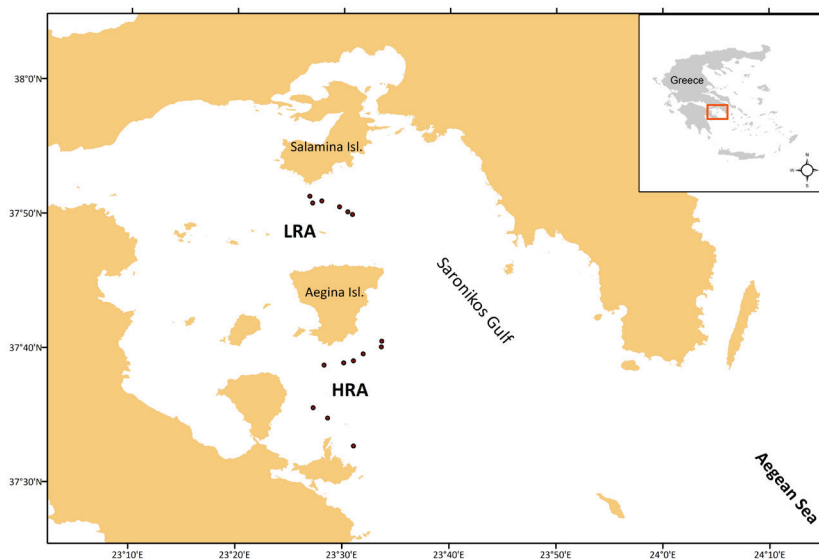 Greece
N
W
E
S
38°0'N
Salamina Isl.
37°50'N
LRA
Saronikos Gulf
Aegina Isl.
37°40'N
HRA
Aegean Sea
37°30'N
23°10'E
23°20'E
23°30'E
23°40'E
23°50'E
24°0'E
24°10'E